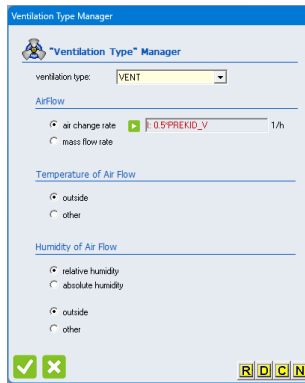 Ventilation Type Manager
"Ventilation Type" Manager
ventilation type: VENT
AirFlow
air change rate I: 0.5*PREKID_V 1/h
mass flow rate
Temperature of Air Flow
outside
other
Humidity of Air Flow
relative humidity
absolute humidity
outside
other
R D C N